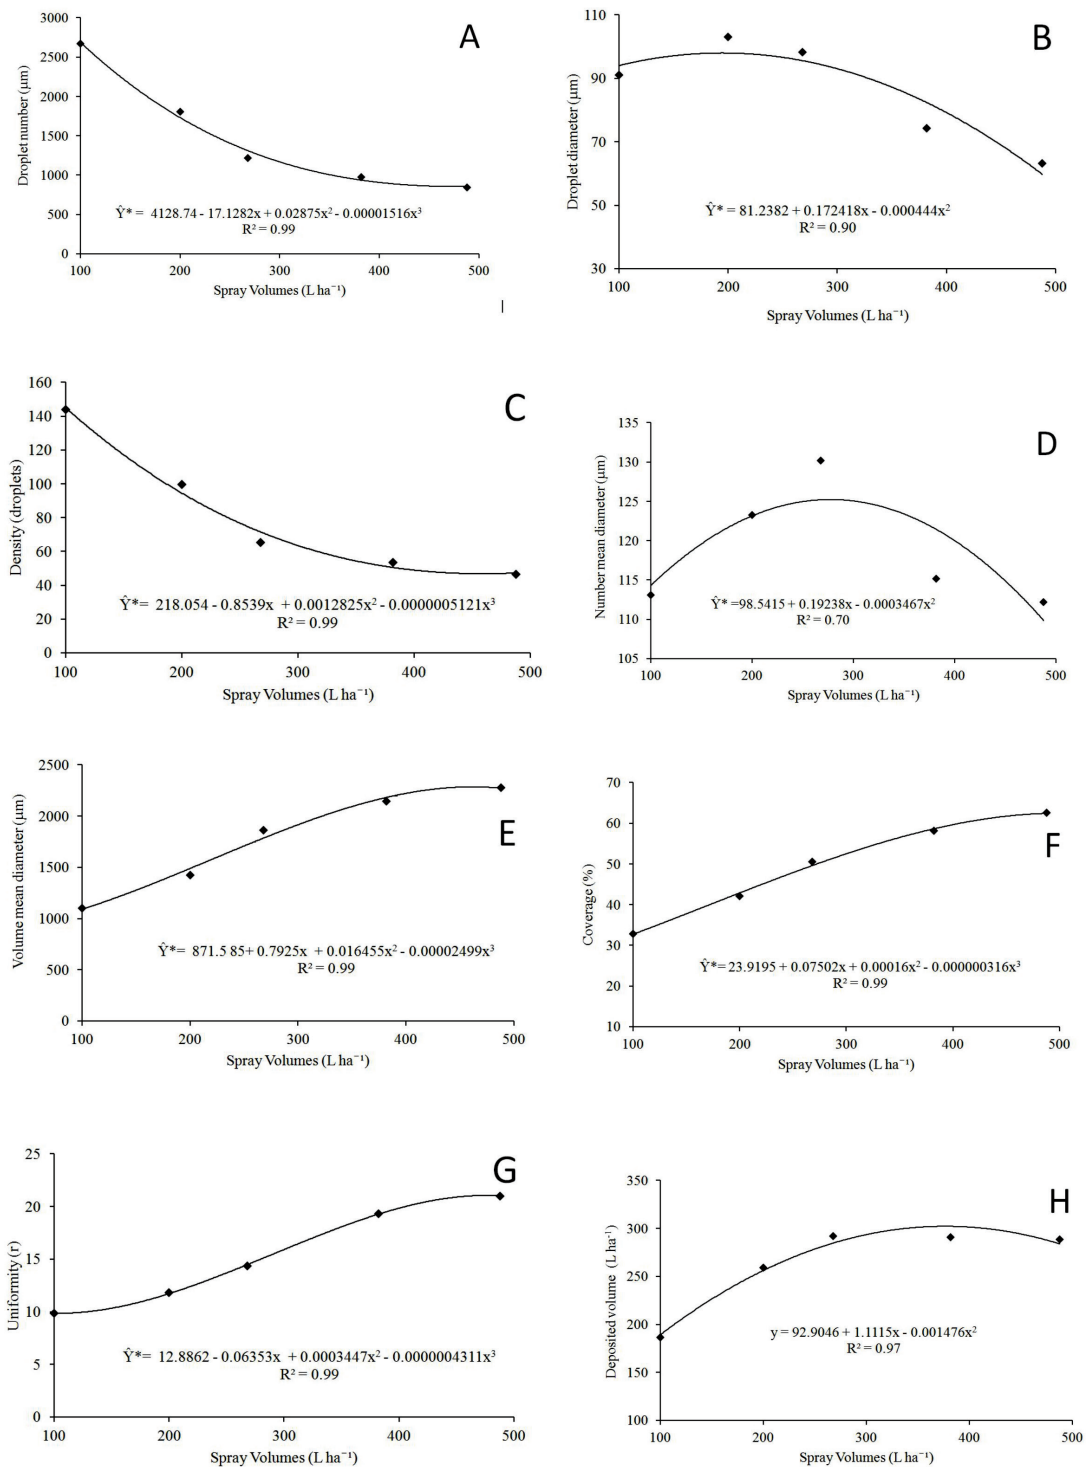 A
Droplet number (µm)
3000
2500
2000
1500
1000
500
0
Ŷ* = 4128.74 - 17.1282x + 0.02875x² - 0.00001516x³
R² = 0.99
100 200 300 400 500
Spray Volumes (L ha⁻¹)
B
Droplet diameter (µm)
110
90
70
50
30
Ŷ* = 81.2382 + 0.172418x - 0.000444x²
R² = 0.90
100 200 300 400 500
Spray Volumes (L ha⁻¹)
C
Density (droplets)
160
140
120
100
80
60
40
20
0
Ŷ* = 218.054 - 0.8539x + 0.0012825x² - 0.0000005121x³
R² = 0.99
100 200 300 400 500
Spray Volumes (L ha⁻¹)
D
Number mean diameter (µm)
135
130
125
120
115
110
105
Ŷ* =98.5415 + 0.19238x - 0.0003467x²
R² = 0.70
100 200 300 400 500
Spray Volumes (L ha⁻¹)
E
Volume mean diameter (µm)
2500
2000
1500
1000
500
0
Ŷ*= 871.5 85+ 0.7925x + 0.016455x² - 0.00002499x³
R² = 0.99
100 200 300 400 500
Spray Volumes (L ha⁻¹)
F
Coverage (%)
70
60
50
40
30
20
10
Ŷ*= 23.9195 + 0.07502x + 0.00016x² - 0.000000316x³
R² = 0.99
100 200 300 400 500
Spray Volumes (L ha⁻¹)
G
Uniformity (r)
25
20
15
10
5
0
Ŷ*= 12.8862 - 0.06353x + 0.0003447x² - 0.0000004311x³
R² = 0.99
100 200 300 400 500
Spray Volumes (L ha⁻¹)
H
Deposited volume (L ha⁻¹)
350
300
250
200
150
100
y = 92.9046 + 1.1115x - 0.001476x²
R² = 0.97
100 200 300 400 500
Spray Volumes (L ha⁻¹)